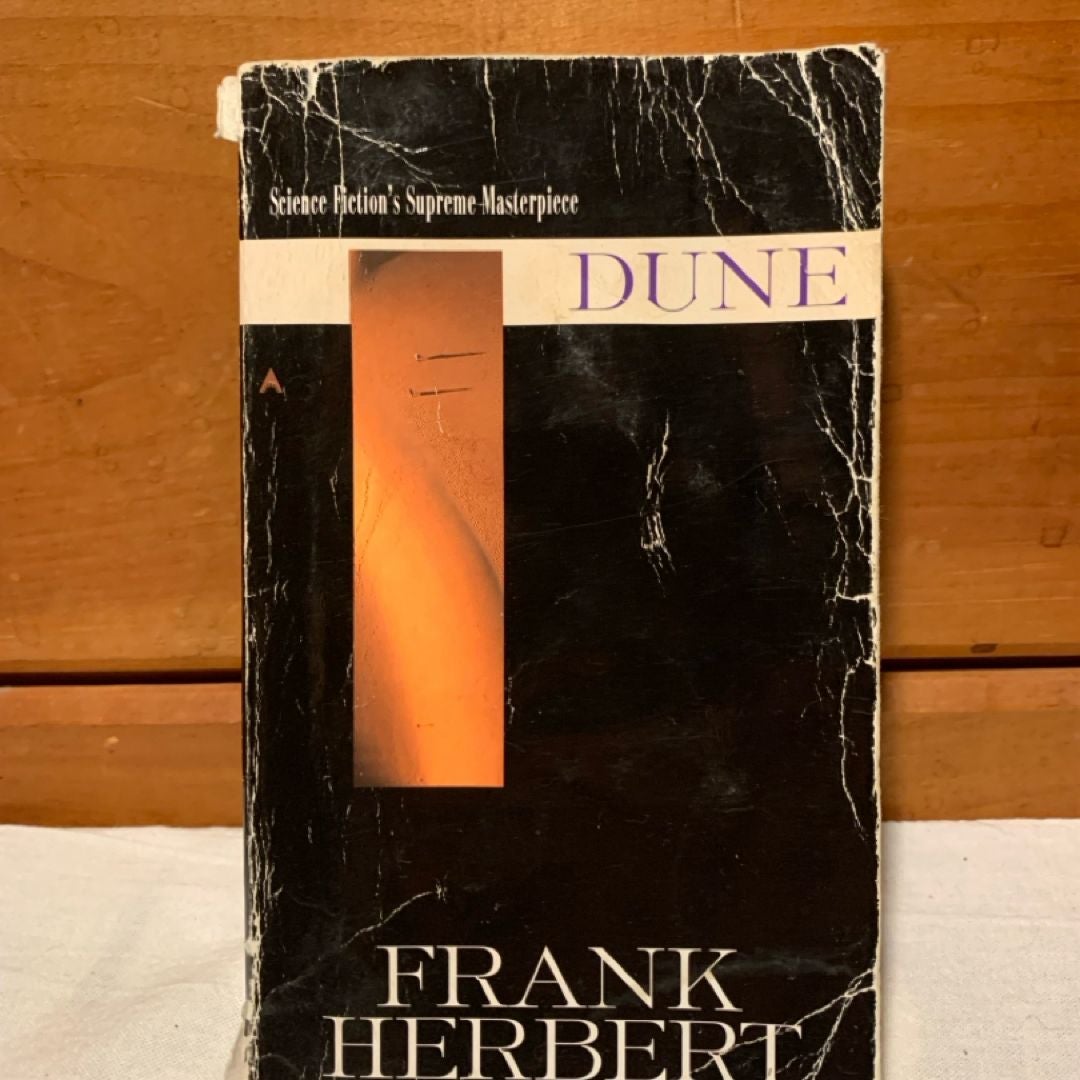 Science Fiction's Supreme Masterpiece
DUNE
FRANK
HERBERT